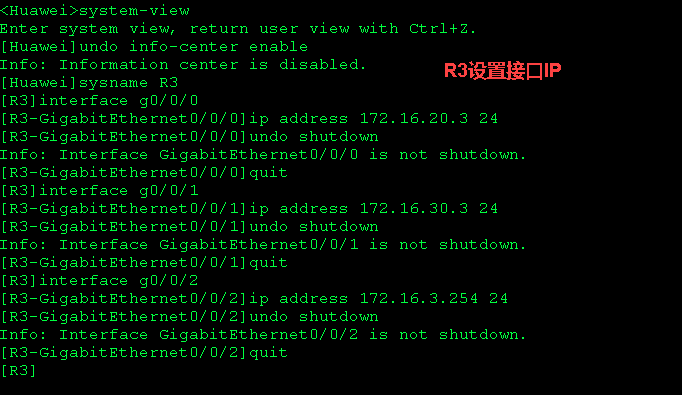 <Huawei>system-view
Enter system view, return user view with Ctrl+Z.
[Huawei]undo info-center enable
Info: Information center is disabled.
R3设置接口IP
[Huawei]sysname R3
[R3]interface g0/0/0
[R3-GigabitEthernet0/0/0]ip address 172.16.20.3 24
[R3-GigabitEthernet0/0/0]undo shutdown
Info: Interface GigabitEthernet0/0/0 is not shutdown.
[R3-GigabitEthernet0/0/0]quit
[R3]interface g0/0/1
[R3-GigabitEthernet0/0/1]ip address 172.16.30.3 24
[R3-GigabitEthernet0/0/1]undo shutdown
Info: Interface GigabitEthernet0/0/1 is not shutdown.
[R3-GigabitEthernet0/0/1]quit
[R3]interface g0/0/2
[R3-GigabitEthernet0/0/2]ip address 172.16.3.254 24
[R3-GigabitEthernet0/0/2]undo shutdown
Info: Interface GigabitEthernet0/0/2 is not shutdown.
[R3-GigabitEthernet0/0/2]quit
[R3]